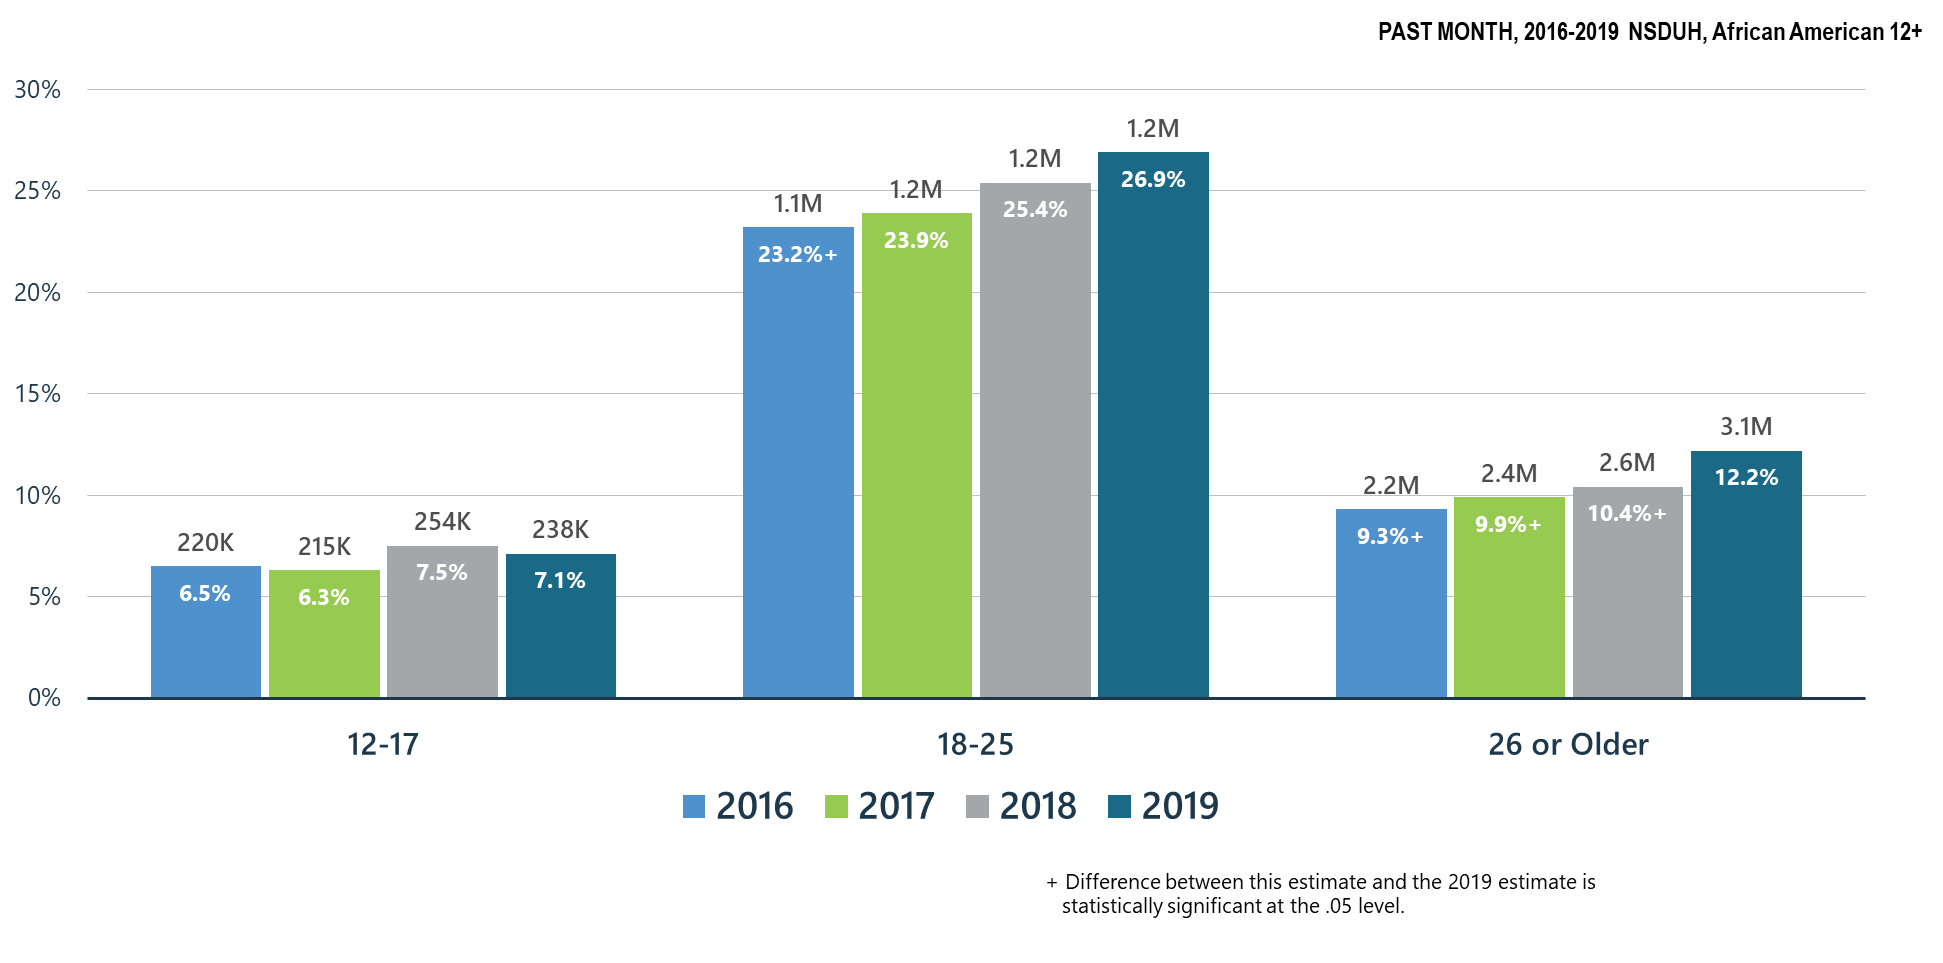 PAST MONTH, 2016-2019 NSDUH, African American 12+
30%
25%
20%
15%
10%
5%
0%
220K
215K
254K
238K
6.5%
6.3%
7.5%
7.1%
1.1M
1.2M
1.2M
1.2M
23.2%+
23.9%
25.4%
26.9%
2.2M
2.4M
2.6M
3.1M
9.3%+
9.9%+
10.4%+
12.2%
12-17
18-25
26 or Older
2016 2017 2018 2019
+ Difference between this estimate and the 2019 estimate is
statistically significant at the .05 level.